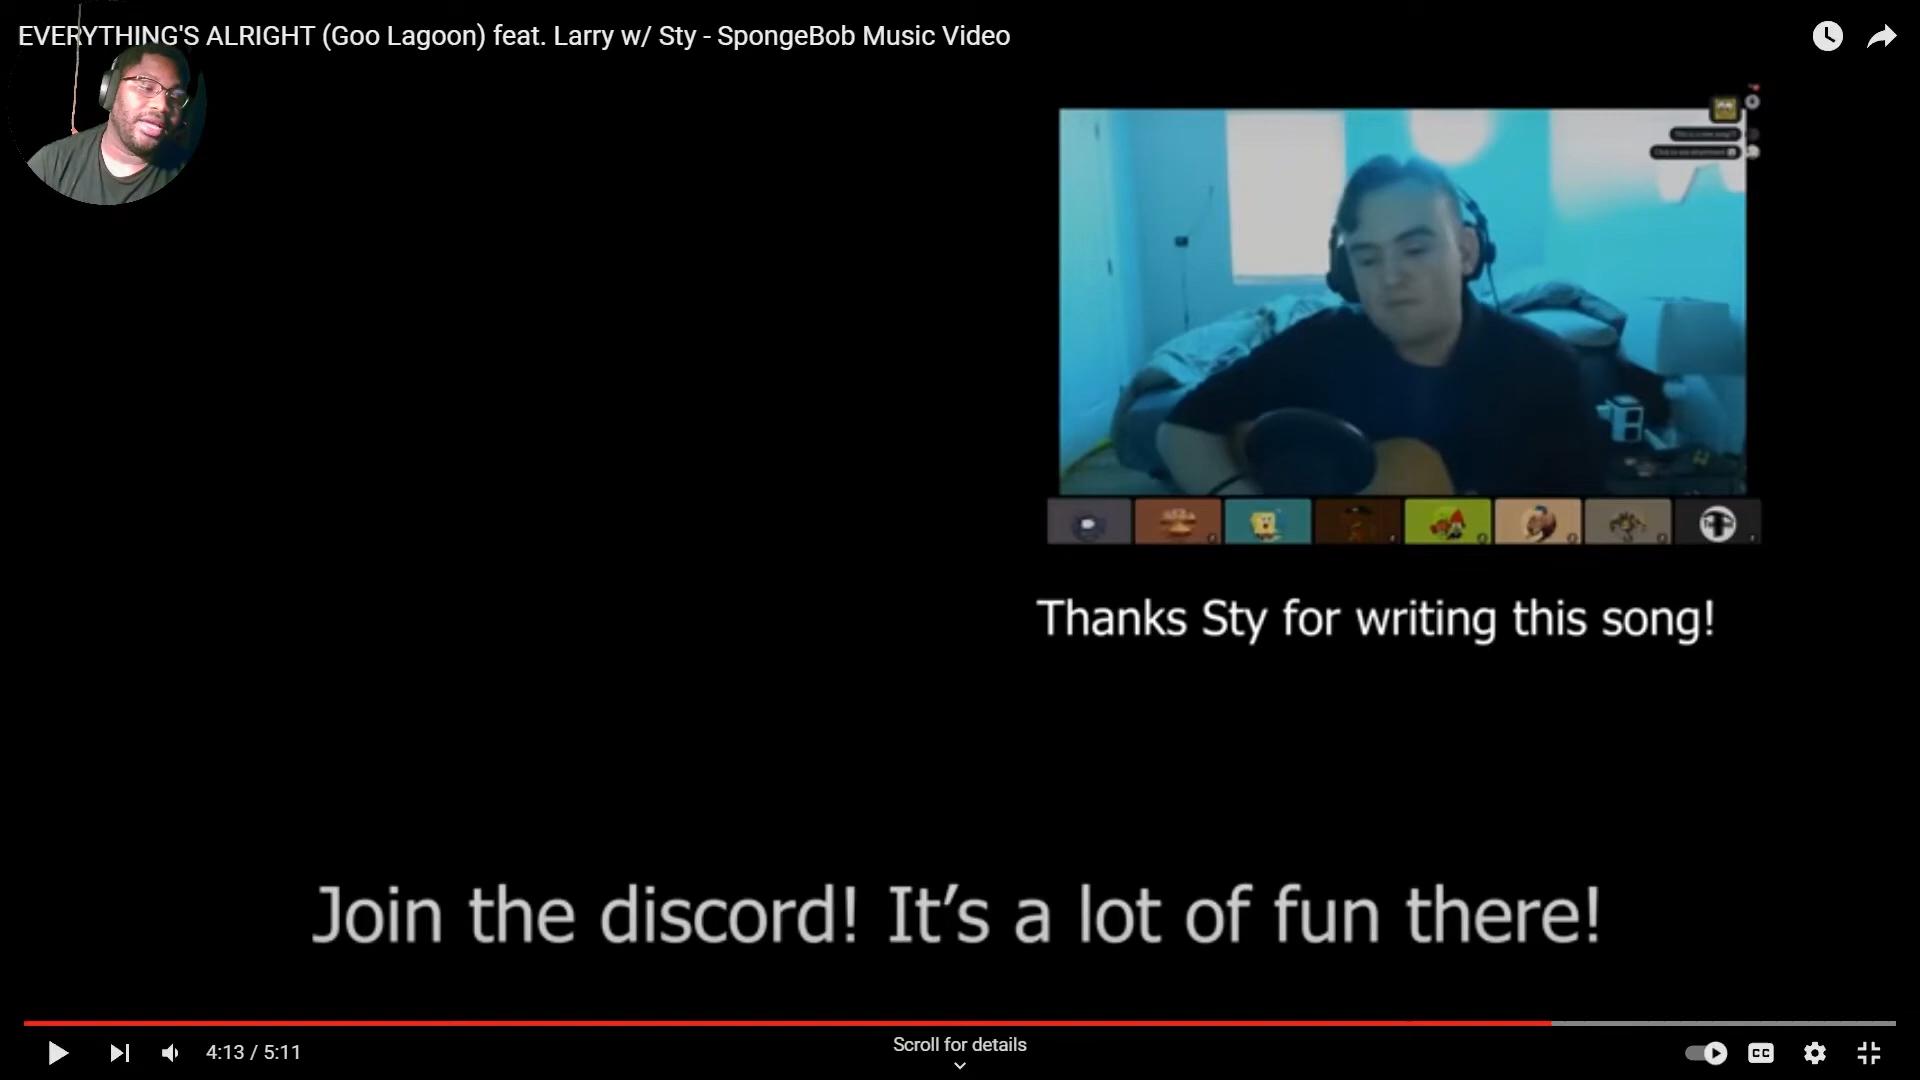 EVERYTHING'S ALRIGHT (Goo Lagoon) feat. Larry w/ Sty - SpongeBob Music Video
Thanks Sty for writing this song!
Join the discord! It's a lot of fun there!
Scroll for details
4:13 / 5:11
CC